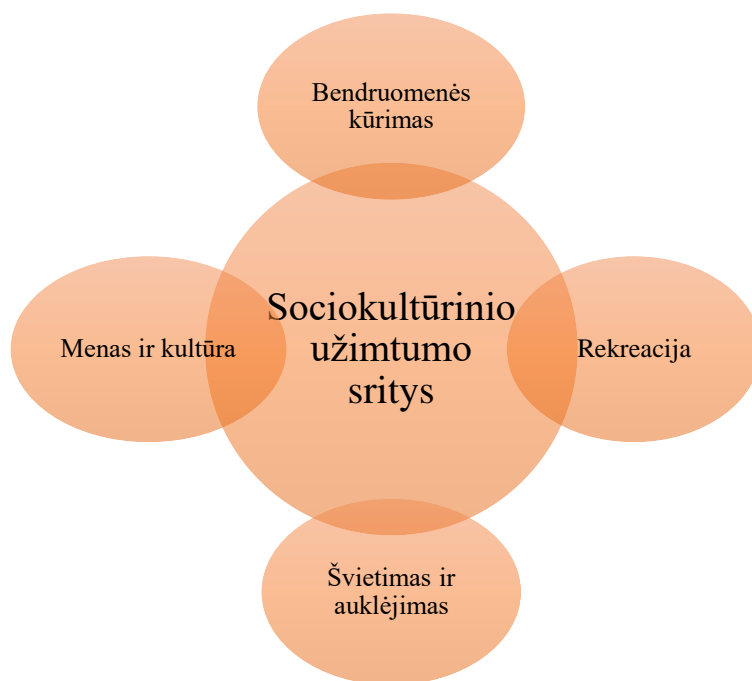 Bendruomenės
kūrimas
Menas ir kultūra
Sociokultūrinio
užimtumo
sritys
Rekreacija
Švietimas ir
auklėjimas